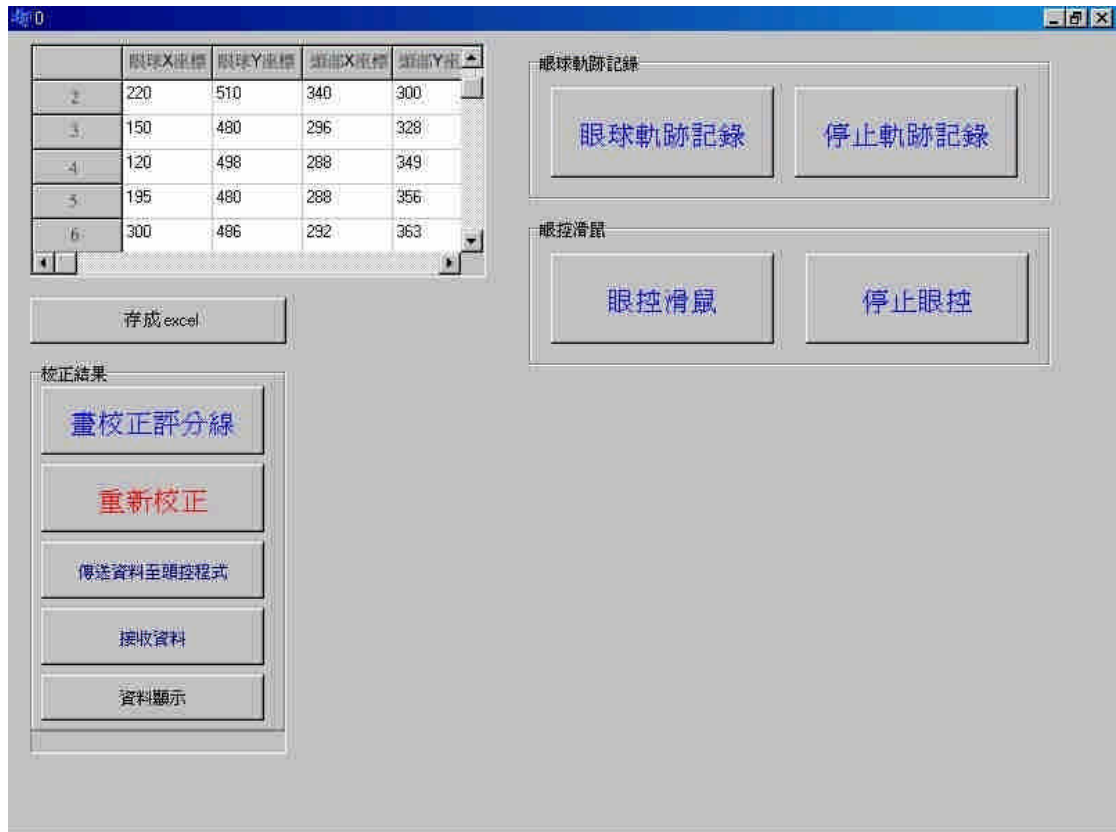 0
眼球X座標 眼球Y座標 頭部X座標 頭部Y座
2 220 510 340 300
3 150 480 296 328
4 120 498 288 349
5 195 480 288 356
6 300 486 292 363
存成excel
校正結果
畫校正評分線
重新校正
傳送資料至頭控程式
接收資料
資料顯示
眼球軌跡記錄
眼球軌跡記錄 停止軌跡記錄
眼控滑鼠
眼控滑鼠 停止眼控